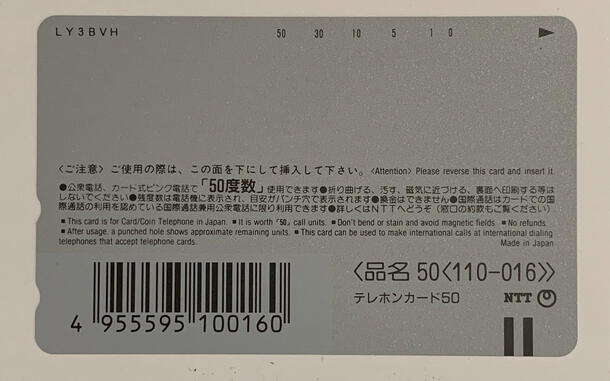 LY3BVH 50 30 10 5 1 0
〈ご注意〉ご使用の際は、この面を下にして挿入して下さい。〈Attention〉Please reverse this card and insert it.
●公衆電話、カード式ピンク電話で「50度数」使用できます●折り曲げる、汚す、磁気に近づける、裏面へ印刷する等は
しないでください●残度数は電話機に表示され、目安がパンチ穴で表示されます●換金はできません●国際通話はカードでの国
際通話の利用を認めている国際通話兼用公衆電話に限り利用できます●詳しくはNTTへどうぞ(窓口の約款もご覧ください)
■This card is for Card/Coin Telephone in Japan. ■It is worth "50" call units. ■Don't bend or stain and avoid magnetic fields. ■No refunds.
■After usage, a punched hole shows approximate remaining units. ■This card can be used to make international calls at international dialing
telephones that accept telephone cards. Made in Japan
〈品名 50〈110-016〉〉
テレホンカード50 NTT
4 955595 100160